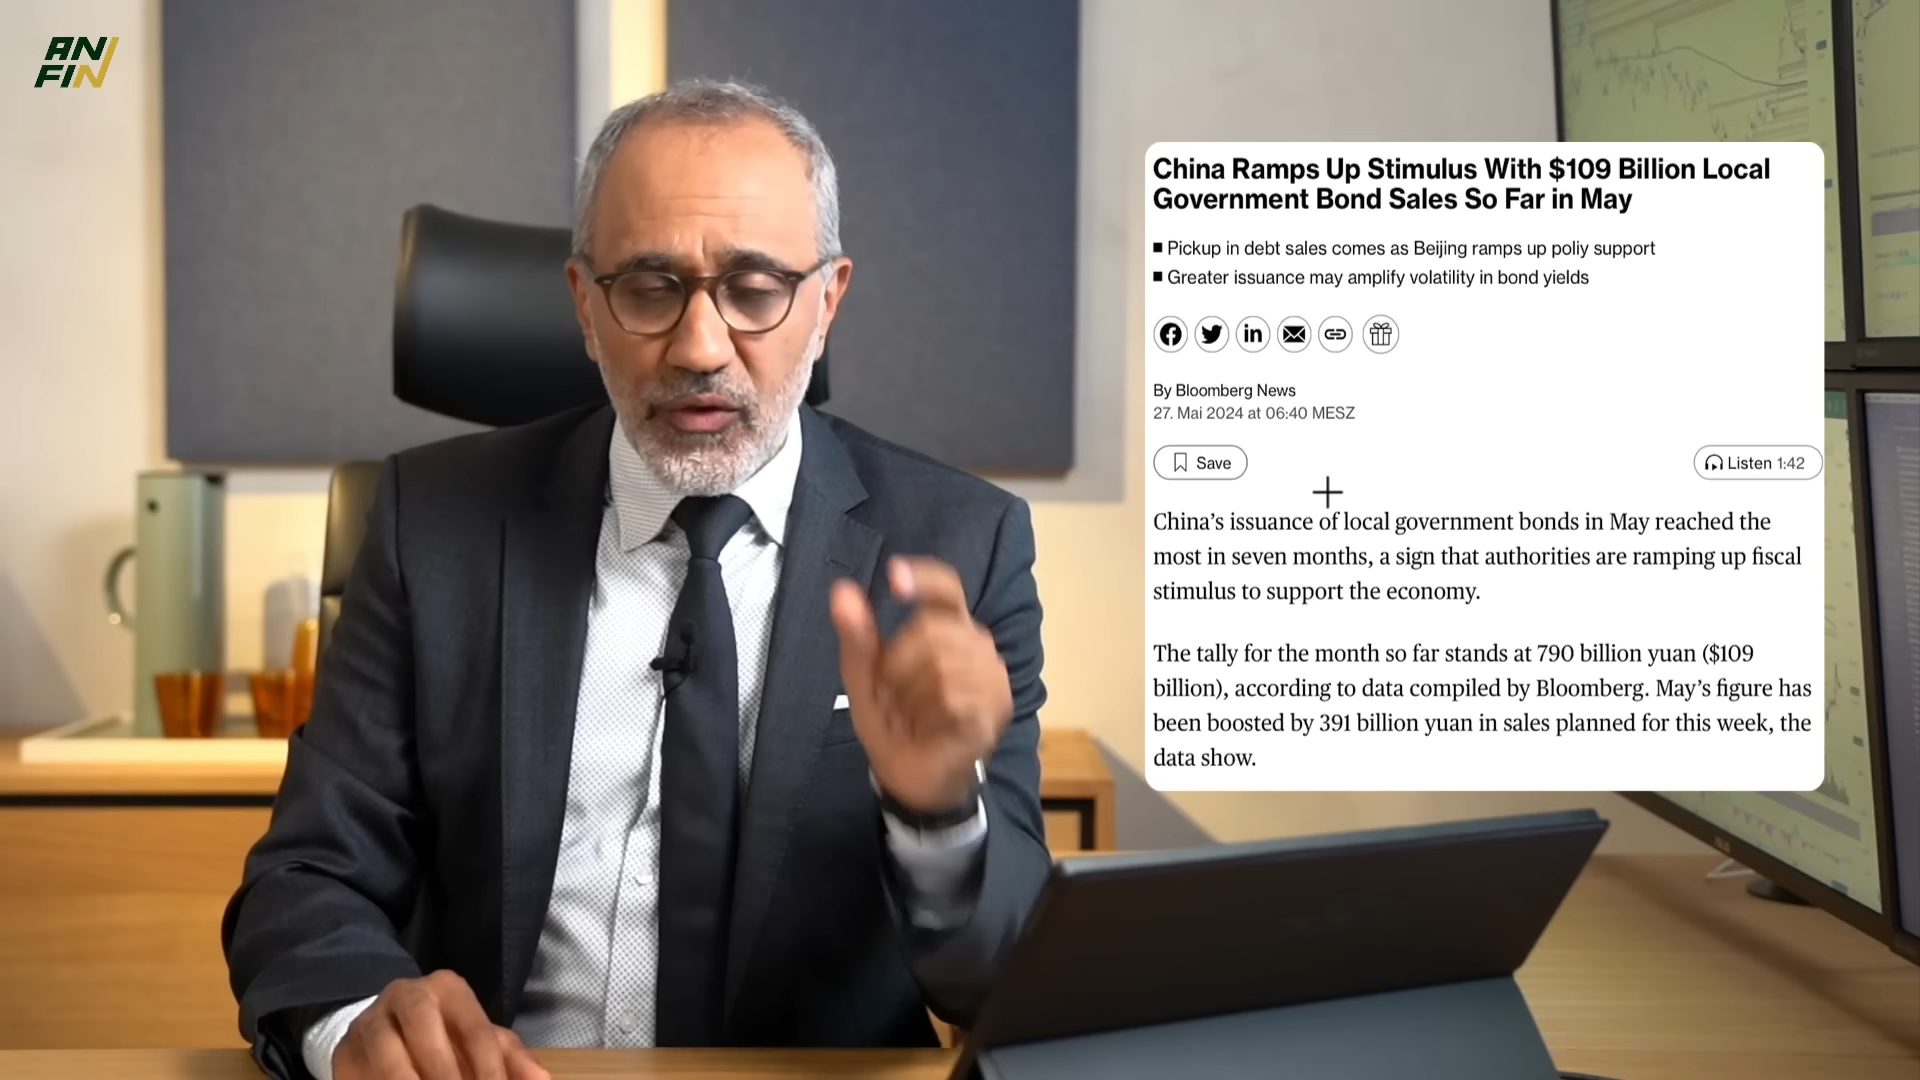 AN
FIN
China Ramps Up Stimulus With $109 Billion Local
Government Bond Sales So Far in May
Pickup in debt sales comes as Beijing ramps up poliy support
Greater issuance may amplify volatility in bond yields
By Bloomberg News
27. Mai 2024 at 06:40 MESZ
Save
Listen 1:42
China's issuance of local government bonds in May reached the
most in seven months, a sign that authorities are ramping up fiscal
stimulus to support the economy.
The tally for the month so far stands at 790 billion yuan ($109
billion), according to data compiled by Bloomberg. May's figure has
been boosted by 391 billion yuan in sales planned for this week, the
data show.